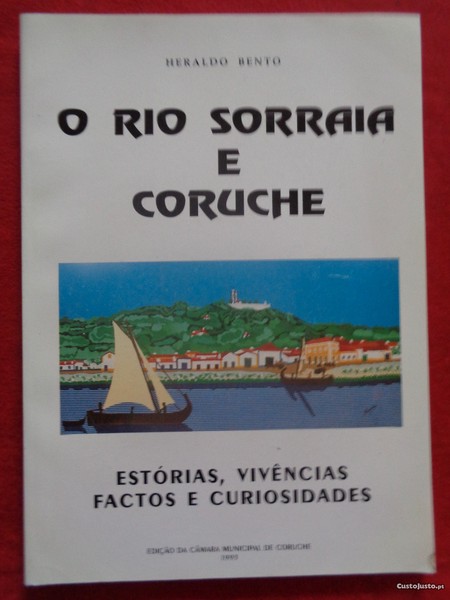 HERALDO BENTO
O RIO SORRAIA
E
CORUCHE
ESTÓRIAS, VIVÊNCIAS
FACTOS E CURIOSIDADES
EDIÇÃO DA CÂMARA MUNICIPAL DE CORUCHE
CustoJusto.pt